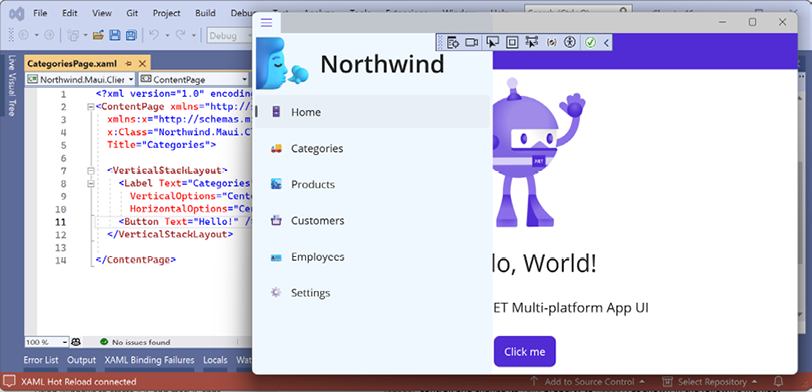 File Edit View Git Project Build Debug
Debug
CategoriesPage.xaml
Northwind.Maui.Clier
ContentPage
Live Visual Tree
1 <?xml version="1.0" encoding
2 <ContentPage xmlns="http://s
3 xmlns:x="http://schemas.m
4 x:Class="Northwind.Maui.C
5 Title="Categories">
6
7 <VerticalStackLayout>
8 <Label Text="Categories
9 VerticalOptions="Cent
10 HorizontalOptions="Ce
11 <Button Text="Hello!" /
12 </VerticalStackLayout>
13
14 </ContentPage>
100 %
No issues found
Error List Output XAML Binding Failures Locals Wat
XAML Hot Reload connected
Add to Source Control
Select Repository
Northwind
Home
Categories
Products
Customers
Employees
Settings
.NET
lo, World!
ET Multi-platform App UI
Click me